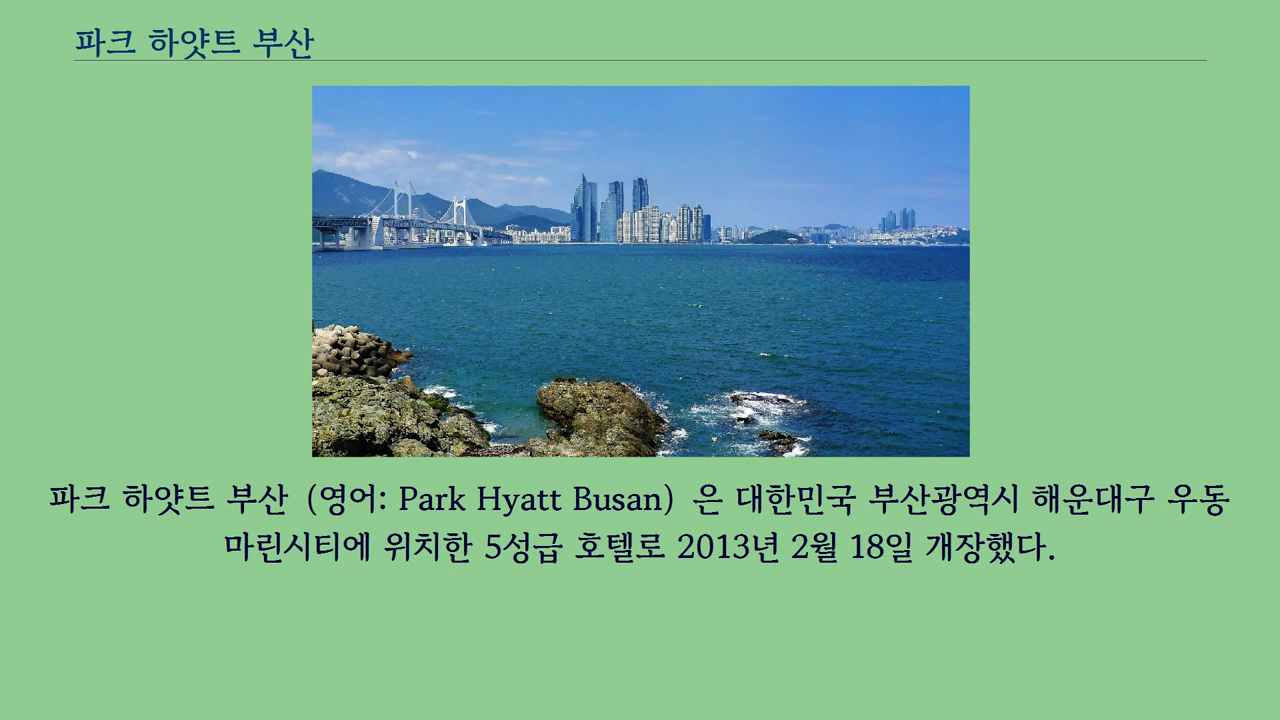 파크 하얏트 부산
파크 하얏트 부산 (영어: Park Hyatt Busan) 은 대한민국 부산광역시 해운대구 우동
마린시티에 위치한 5성급 호텔로 2013년 2월 18일 개장했다.